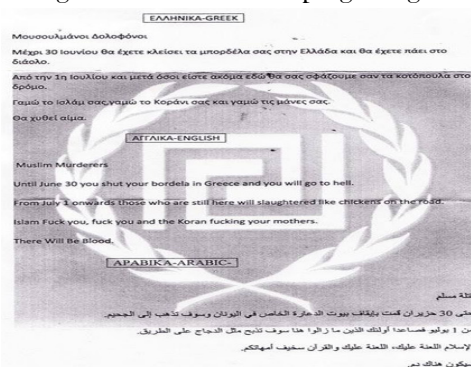 ΕΛΛΗΝΙΚΑ-GREEK
Μουσουλμάνοι Δολοφόνοι
Μέχρι 30 Ιουνίου θα έχετε κλείσει τα μπορδέλα σας στην Ελλάδα και θα έχετε πάει στο
διάολο.
Από την 1η Ιουλίου και μετά όσοι είστε ακόμα εδώ θα σας σφάζουμε σαν τα κοτόπουλα στο
δρόμο.
Γαμώ το Ισλάμ σας,γαμώ το Κοράνι σας και γαμώ τις μάνες σας.
Θα χυθεί αίμα.
ΑΓΓΛΙΚΑ-ENGLISH
Muslim Murderers
Until June 30 you shut your bordela in Greece and you will go to hell.
From July 1 onwards those who are still here will slaughtered like chickens on the road.
Islam Fuck you, fuck you and the Koran fucking your mothers.
There Will Be Blood.
ΑΡΑΒΙΚΑ-ARABIC-
مسلم
حتى 30 حزيران قمت بإيقاف بيوت الدعارة الخاص في اليونان وسوف تذهب إلى الجحيم.
من 1 يوليو فصاعدا أولئك الذين ما زالوا هنا سوف تذبح مثل الدجاج على الطريق.
لإسلام اللعنة عليك، اللعنة عليك والقرآن سخيف أمهاتكم.
سيكون هناك دم.